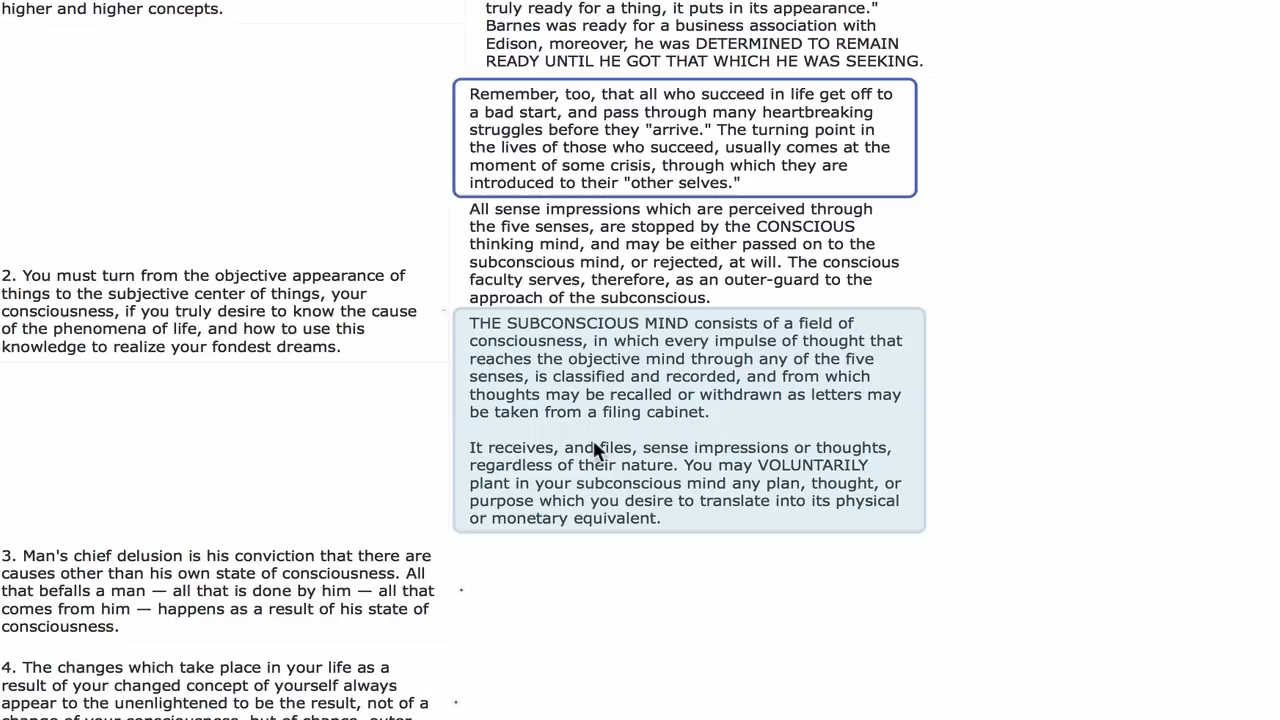 higher and higher concepts.
2. You must turn from the objective appearance of
things to the subjective center of things, your
consciousness, if you truly desire to know the cause
of the phenomena of life, and how to use this
knowledge to realize your fondest dreams.
3. Man's chief delusion is his conviction that there are
causes other than his own state of consciousness. All
that befalls a man — all that is done by him — all that
comes from him — happens as a result of his state of
consciousness.
4. The changes which take place in your life as a
result of your changed concept of yourself always
appear to the unenlightened to be the result, not of a
change of your consciousness, but of chance, outer
truly ready for a thing, it puts in its appearance."
Barnes was ready for a business association with
Edison, moreover, he was DETERMINED TO REMAIN
READY UNTIL HE GOT THAT WHICH HE WAS SEEKING.
Remember, too, that all who succeed in life get off to
a bad start, and pass through many heartbreaking
struggles before they "arrive." The turning point in
the lives of those who succeed, usually comes at the
moment of some crisis, through which they are
introduced to their "other selves."
All sense impressions which are perceived through
the five senses, are stopped by the CONSCIOUS
thinking mind, and may be either passed on to the
subconscious mind, or rejected, at will. The conscious
faculty serves, therefore, as an outer-guard to the
approach of the subconscious.
THE SUBCONSCIOUS MIND consists of a field of
consciousness, in which every impulse of thought that
reaches the objective mind through any of the five
senses, is classified and recorded, and from which
thoughts may be recalled or withdrawn as letters may
be taken from a filing cabinet.
It receives, and files, sense impressions or thoughts,
regardless of their nature. You may VOLUNTARILY
plant in your subconscious mind any plan, thought, or
purpose which you desire to translate into its physical
or monetary equivalent.